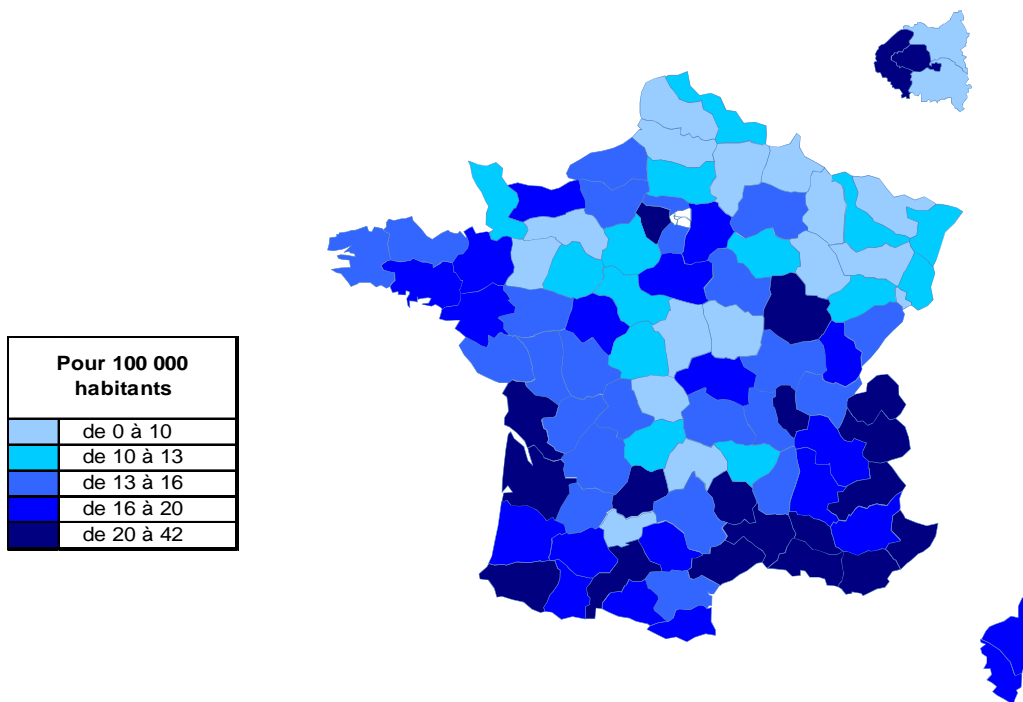 Pour 100 000
habitants
de 0 à 10
de 10 à 13
de 13 à 16
de 16 à 20
de 20 à 42